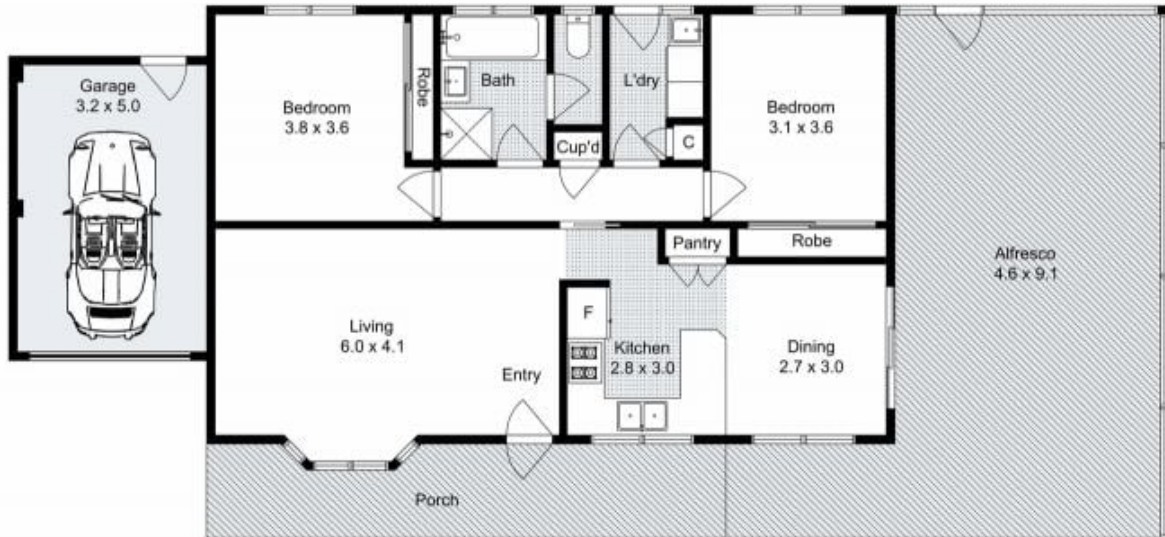 Garage
3.2 x 5.0
Bedroom
3.8 x 3.6
Robe
Bath
Cup'd
L'dry
C
Bedroom
3.1 x 3.6
Robe
Pantry
Alfresco
4.6 x 9.1
Living
6.0 x 4.1
Entry
F
Kitchen
2.8 x 3.0
Dining
2.7 x 3.0
Porch